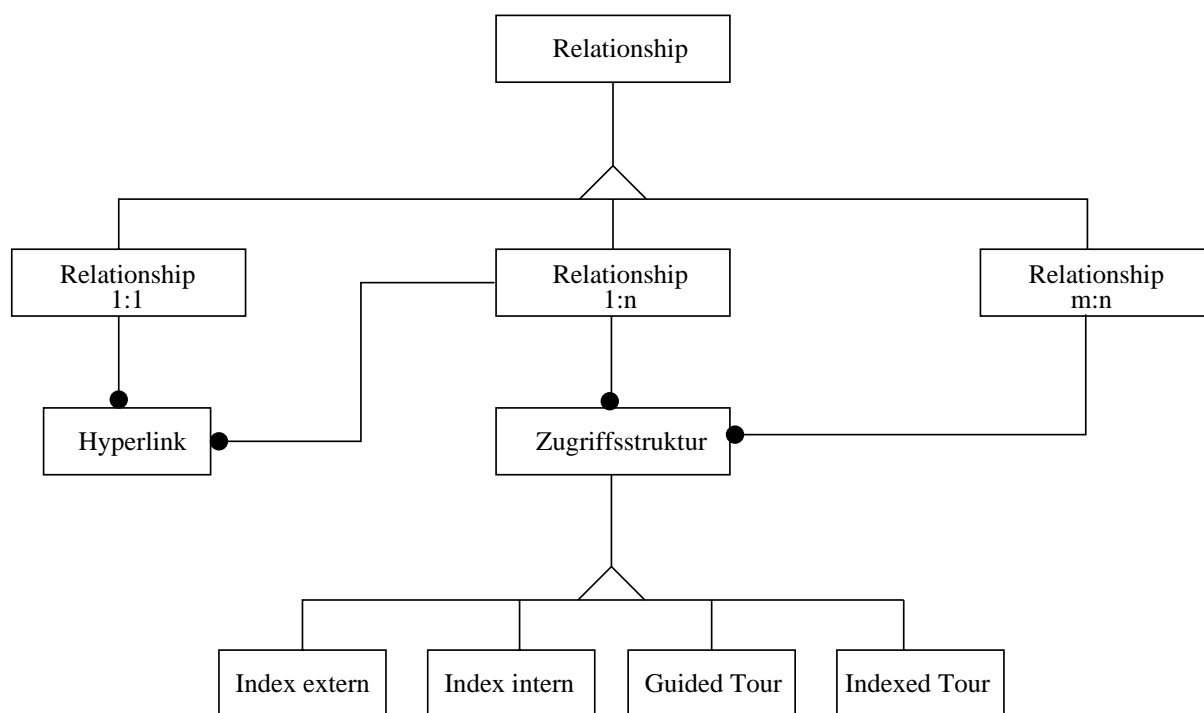 Relationship
Relationship
1:1
Relationship
1:n
Relationship
m:n
Hyperlink
Zugriffsstruktur
Index extern
Index intern
Guided Tour
Indexed Tour